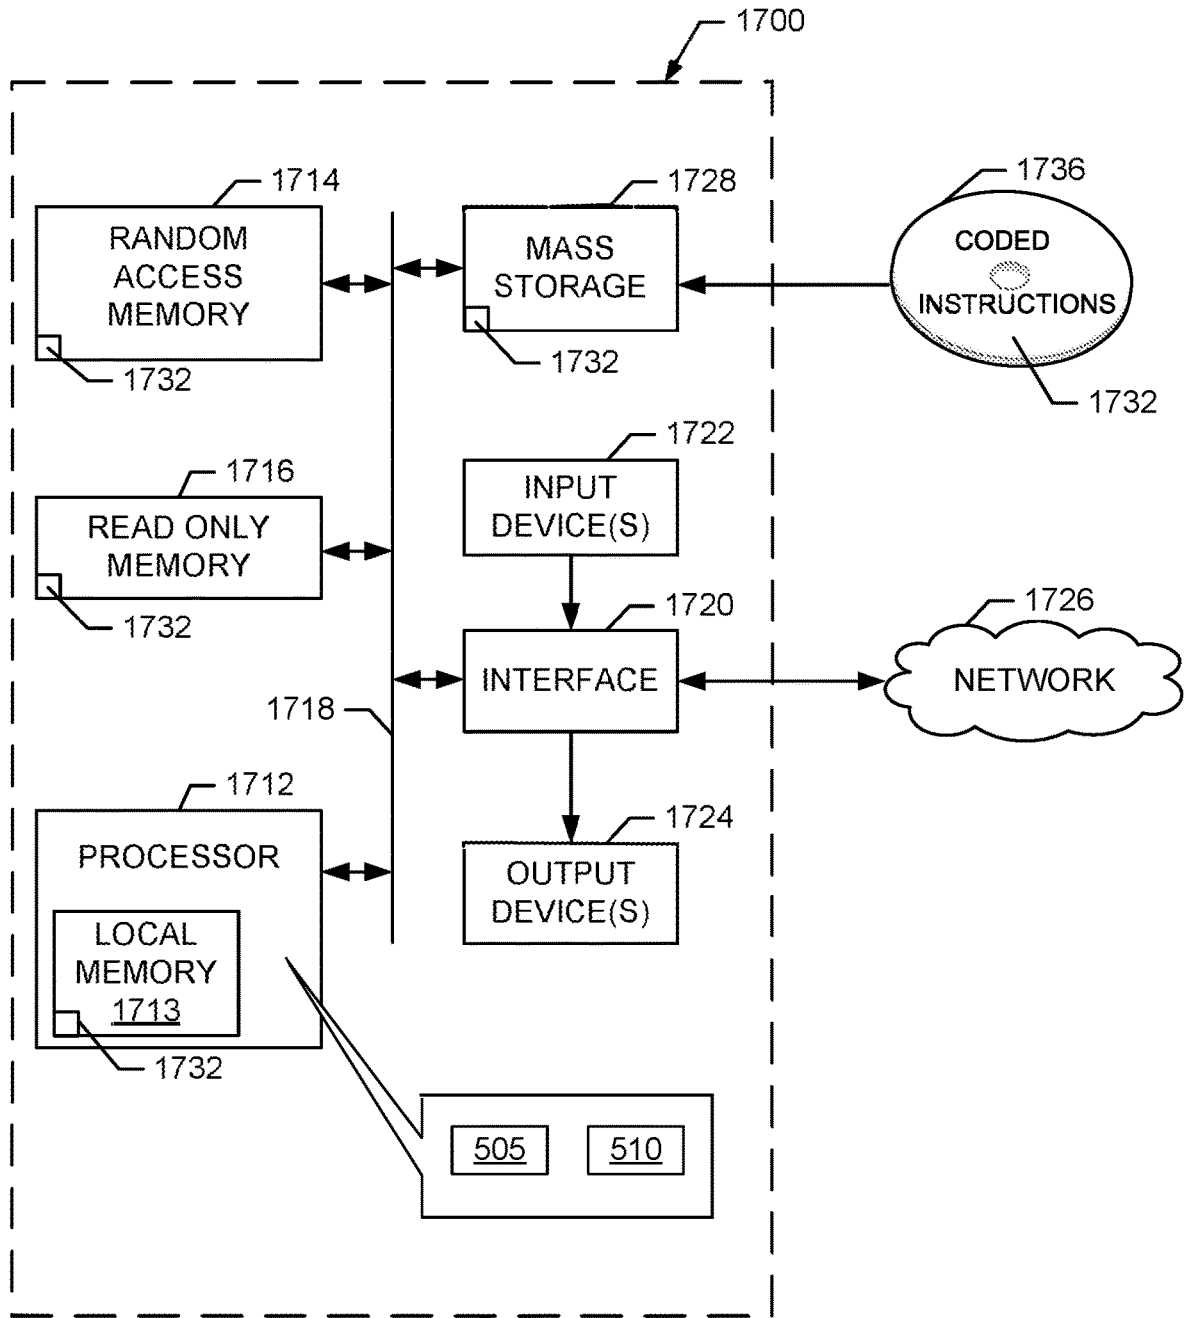 1700
1714
RANDOM
ACCESS
MEMORY
1732
1728
MASS
STORAGE
1732
1736
CODED
INSTRUCTIONS
1732
1722
INPUT
DEVICE(S)
1716
READ ONLY
MEMORY
1732
1720
INTERFACE
1726
NETWORK
1718
1712
PROCESSOR
LOCAL
MEMORY
1713
1732
1724
OUTPUT
DEVICE(S)
505
510